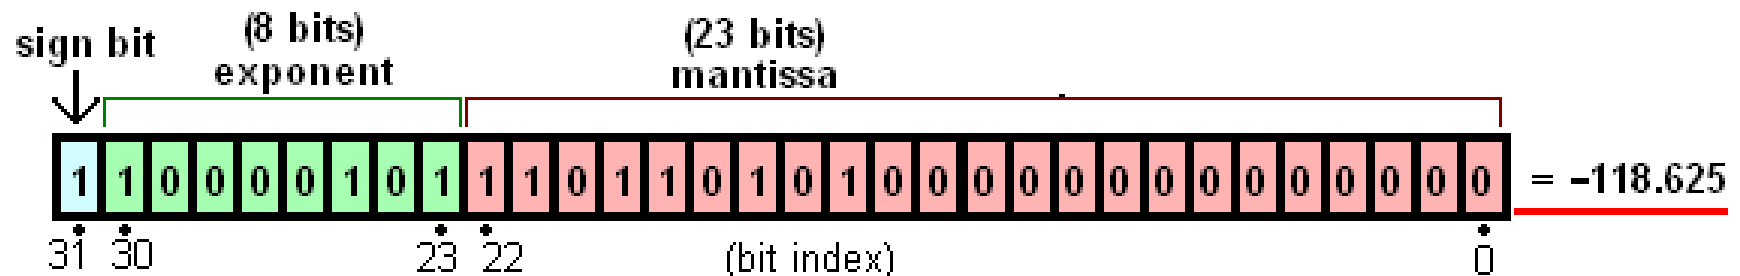 sign bit
(8 bits)
exponent
(23 bits)
mantissa
1 1 0 0 0 0 1 0 1 1 1 0 1 1 0 1 0 1 0 0 0 0 0 0 0 0 0 0 0 0 0 0 = -118.625
31 30 23 22 (bit index) 0